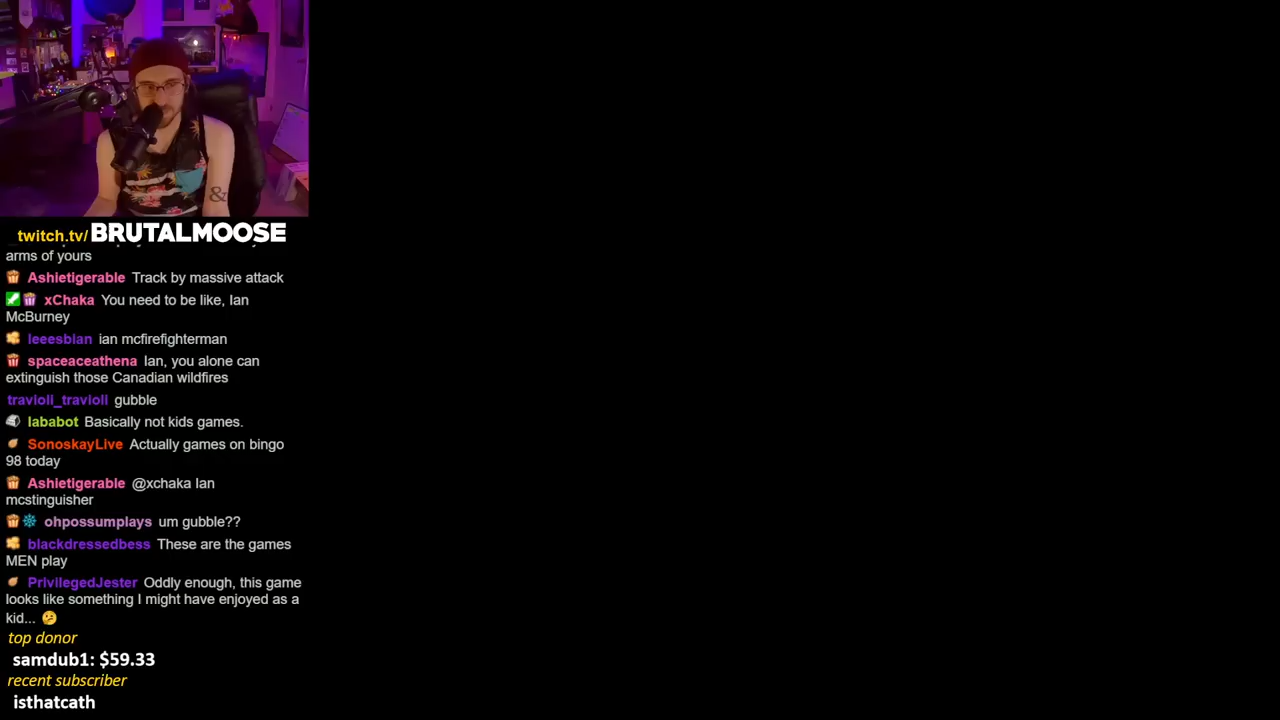 twitch.tv/BRUTALMOOSE
arms of yours
Ashietigerable Track by massive attack
xChaka You need to be like, Ian
McBurney
leeesbian ian mcfirefighterman
spaceaceathena Ian, you alone can
extinguish those Canadian wildfires
travioli_travioli gubble
lababot Basically not kids games.
SonoskayLive Actually games on bingo
98 today
Ashietigerable @xchaka Ian
mcstinguisher
ohpossumplays um gubble??
blackdressedbess These are the games
MEN play
PrivilegedJester Oddly enough, this game
looks like something I might have enjoyed as a
kid... 🤔
top donor
samdub1: $59.33
recent subscriber
isthatcath